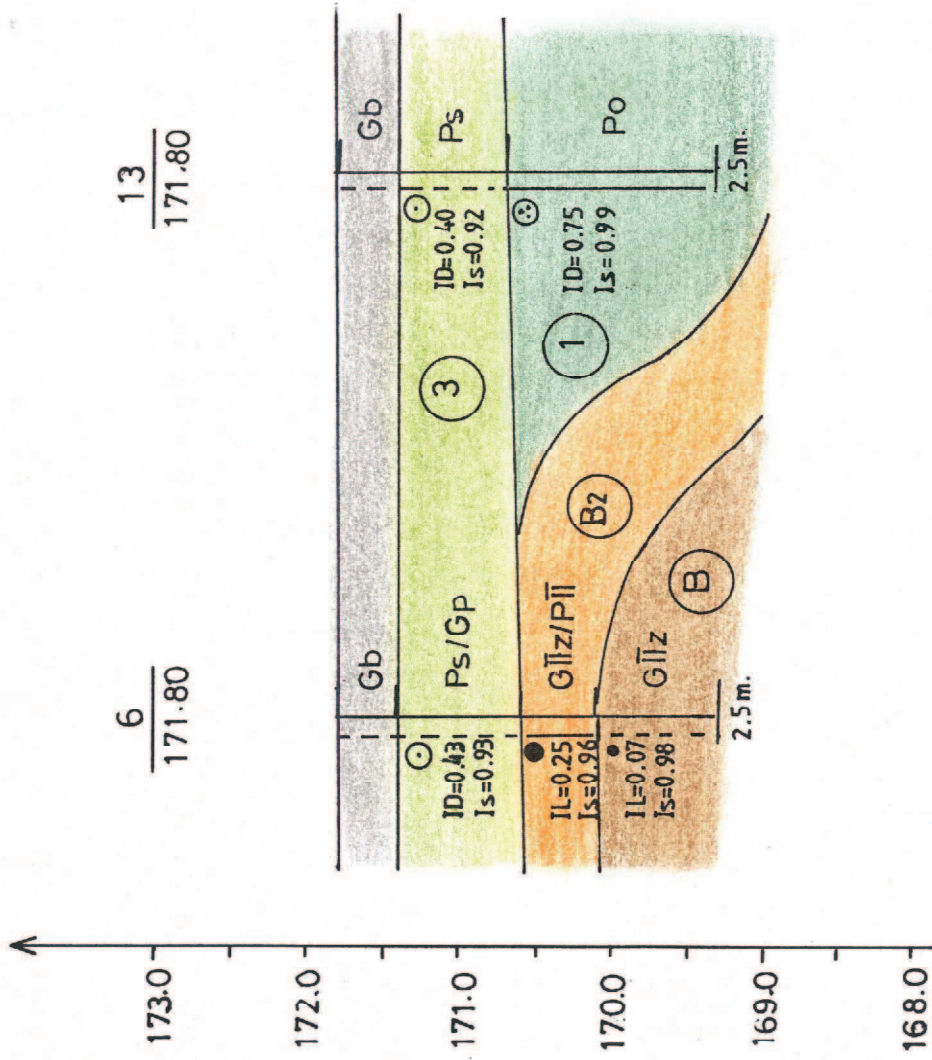 6
171.80
13
171.80
173.0
172.0
171.0
170.0
169.0
168.0
Gb
Gb
Ps/Gp
Ps
3
ID=0.43
Is=0.93
ID=0.40
Is=0.92
GΠ̄z/PΠ̄
B2
IL=0.25
Is=0.96
1
ID=0.75
Is=0.99
Po
GΠ̄z
B
IL=0.07
Is=0.98
2.5m.
2.5m.